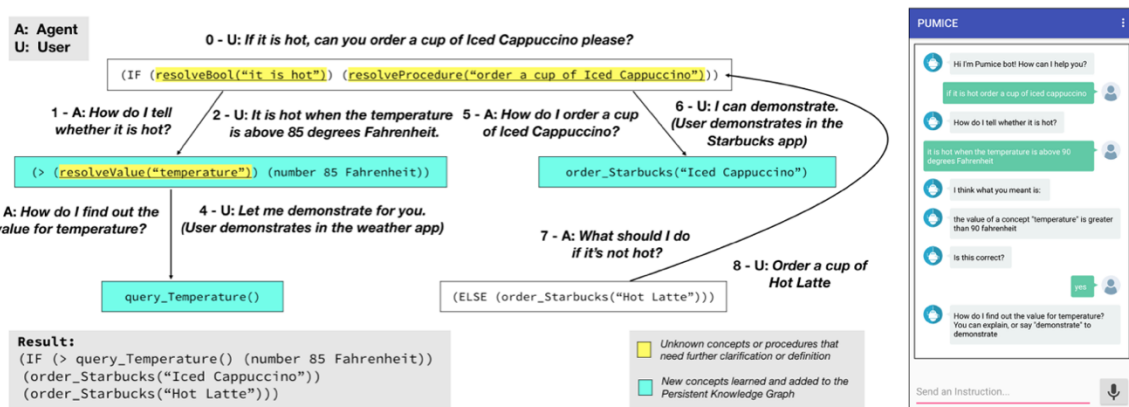 A: Agent
U: User
0 - U: If it is hot, can you order a cup of Iced Cappuccino please?
(IF (resolveBool("it is hot") (resolveProcedure("order a cup of Iced Cappuccino")))
1 - A: How do I tell
whether it is hot?
2 - U: It is hot when the temperature
is above 85 degrees Fahrenheit.
5 - A: How do I order a cup
of Iced Cappuccino?
6 - U: I can demonstrate.
(User demonstrates in the
Starbucks app)
(> (resolveValue("temperature")) (number 85 Fahrenheit))
order_Starbucks("Iced Cappuccino")
A: How do I find out the
value for temperature?
4 - U: Let me demonstrate for you.
(User demonstrates in the weather app)
7 - A: What should I do
if it's not hot?
8 - U: Order a cup of
Hot Latte
query_Temperature()
(ELSE (order_Starbucks("Hot Latte")))
Result:
(IF (> query_Temperature() (number 85 Fahrenheit))
(order_Starbucks("Iced Cappuccino"))
(order_Starbucks("Hot Latte")))
Unknown concepts or procedures that
need further clarification or definition
New concepts learned and added to the
Persistent Knowledge Graph
PUMICE
Hi I'm Pumice bot! How can I help you?
if it is hot order a cup of iced cappuccino
How do I tell whether it is hot?
it is hot when the temperature is above 90
degrees Fahrenheit
I think what you meant is:
the value of a concept "temperature" is greater
than 90 fahrenheit
Is this correct?
yes
How do I find out the value for temperature?
You can explain, or say "demonstrate" to
demonstrate
Send an Instruction...